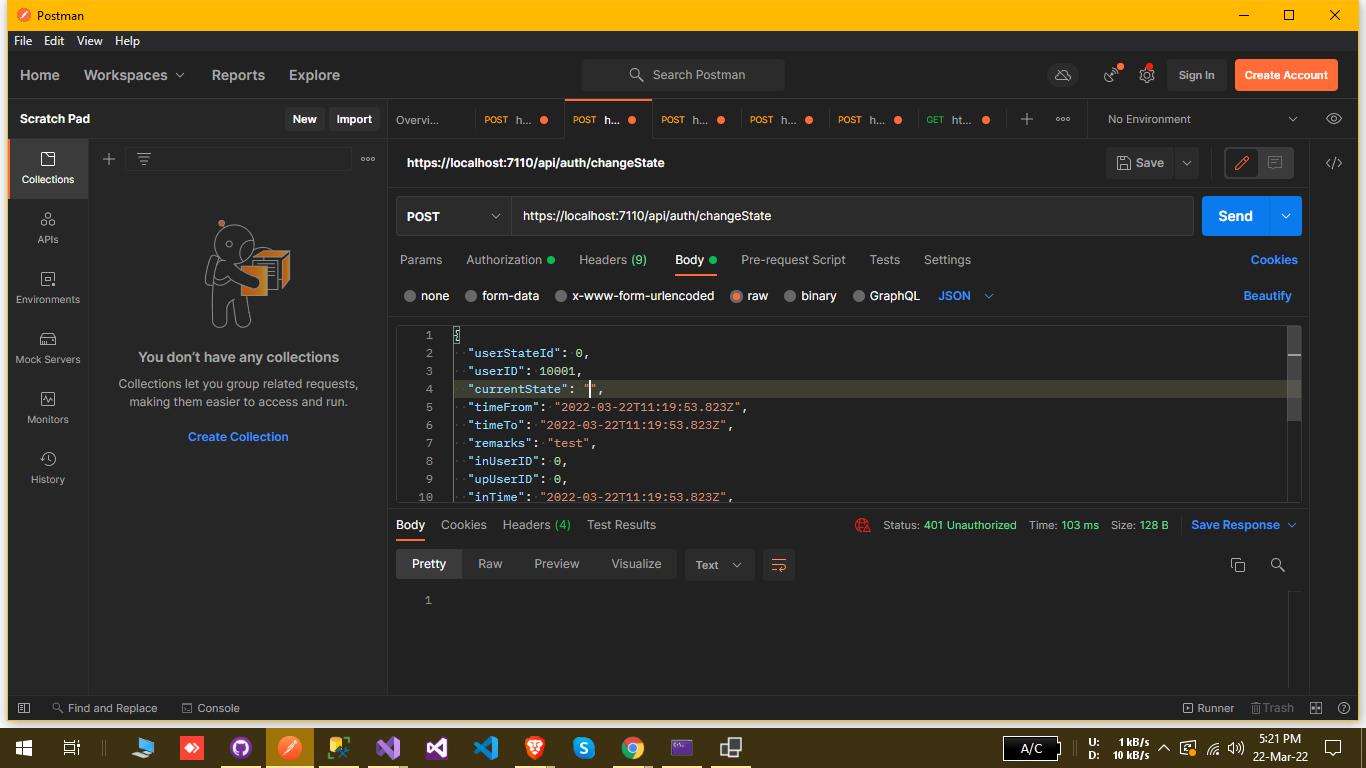 Postman
File Edit View Help
Home Workspaces Reports Explore Search Postman Sign In Create Account
Scratch Pad New Import
Overvi... POST h... POST h... POST h... POST h... POST h... GET ht... No Environment
Collections
APIs
Environments
Mock Servers
Monitors
History
You don't have any collections
Collections let you group related requests,
making them easier to access and run.
Create Collection
https://localhost:7110/api/auth/changeState Save
POST https://localhost:7110/api/auth/changeState Send
Params Authorization Headers (9) Body Pre-request Script Tests Settings Cookies
none form-data x-www-form-urlencoded raw binary GraphQL JSON Beautify
1 {
2 "userStateId": 0,
3 "userID": 10001,
4 "currentState": "",
5 "timeFrom": "2022-03-22T11:19:53.823Z",
6 "timeTo": "2022-03-22T11:19:53.823Z",
7 "remarks": "test",
8 "inUserID": 0,
9 "upUserID": 0,
10 "inTime": "2022-03-22T11:19:53.823Z",
Body Cookies Headers (4) Test Results Status: 401 Unauthorized Time: 103 ms Size: 128 B Save Response
Pretty Raw Preview Visualize Text
1
Find and Replace Console Runner Trash
A/C
U: 1 kB/s
D: 10 kB/s
5:21 PM
22-Mar-22